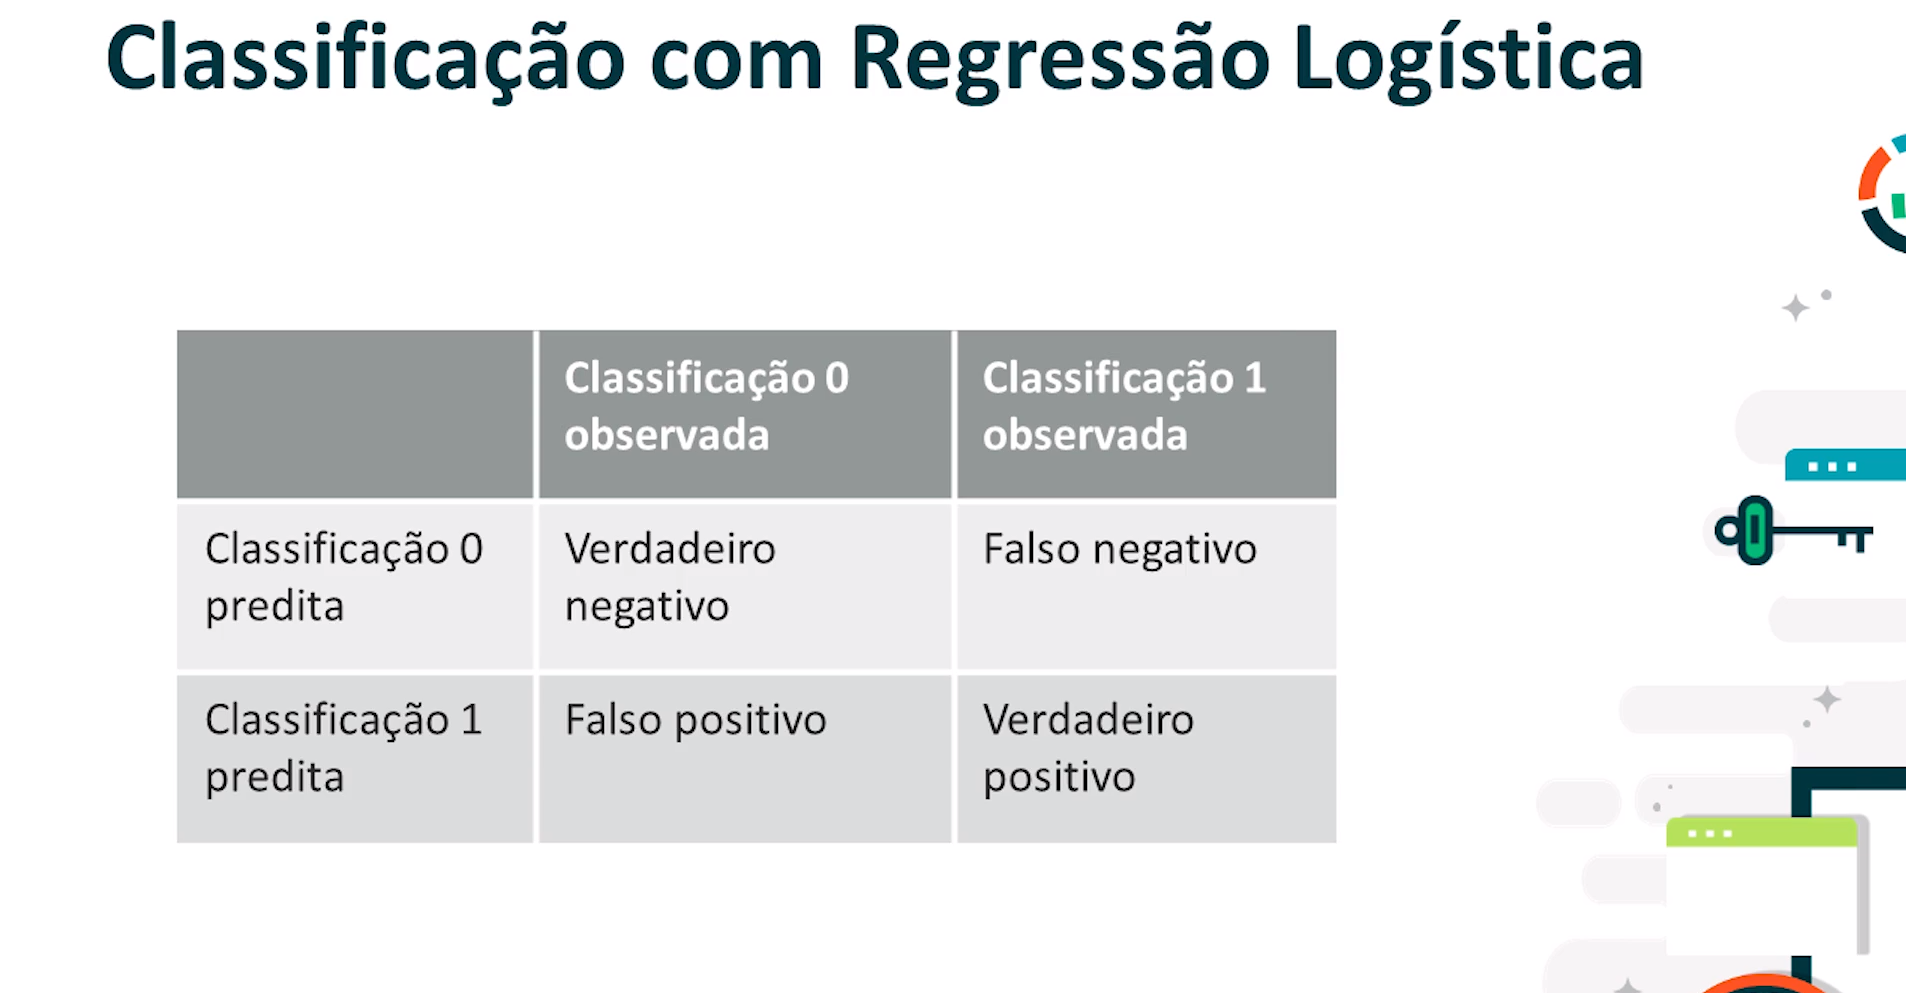 Classificação com Regressão Logística
Classificação 0
observada
Classificação 1
observada
Classificação 0
predita
Verdadeiro
negativo
Falso negativo
Classificação 1
predita
Falso positivo
Verdadeiro
positivo